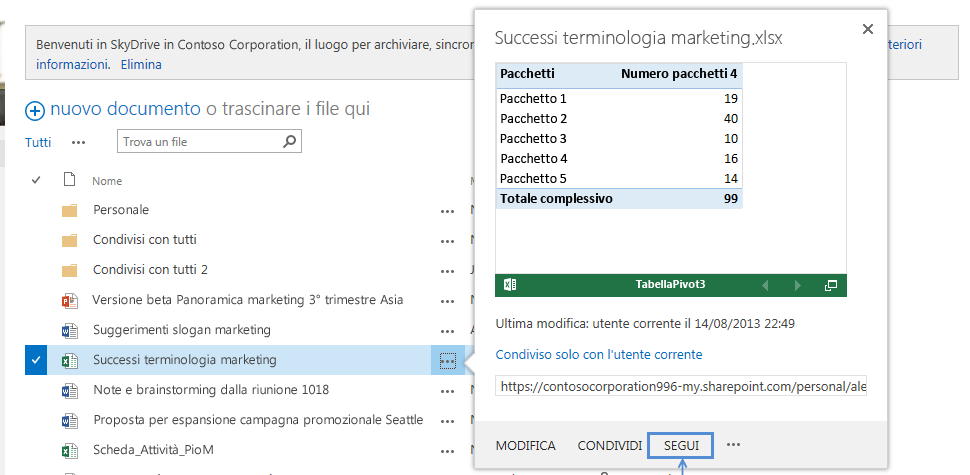 Benvenuti in SkyDrive in Contoso Corporation, il luogo per archiviare, sincror
informazioni. Elimina
nuovo documento o trascinare i file qui
Tutti ...
Trova un file
Nome
Personale ...
Condivisi con tutti ...
Condivisi con tutti 2 ...
Versione beta Panoramica marketing 3° trimestre Asia ...
Suggerimenti slogan marketing ...
Successi terminologia marketing ...
Note e brainstorming dalla riunione 1018 ...
Proposta per espansione campagna promozionale Seattle ...
Scheda_Attività_PioM ...
Successi terminologia marketing.xlsx
Pacchetti Numero pacchetti 4
Pacchetto 1 19
Pacchetto 2 40
Pacchetto 3 10
Pacchetto 4 16
Pacchetto 5 14
Totale complessivo 99
TabellaPivot3
Ultima modifica: utente corrente il 14/08/2013 22:49
Condiviso solo con l'utente corrente
https://contosocorporation996-my.sharepoint.com/personal/ale
MODIFICA CONDIVIDI SEGUI ...
teriori